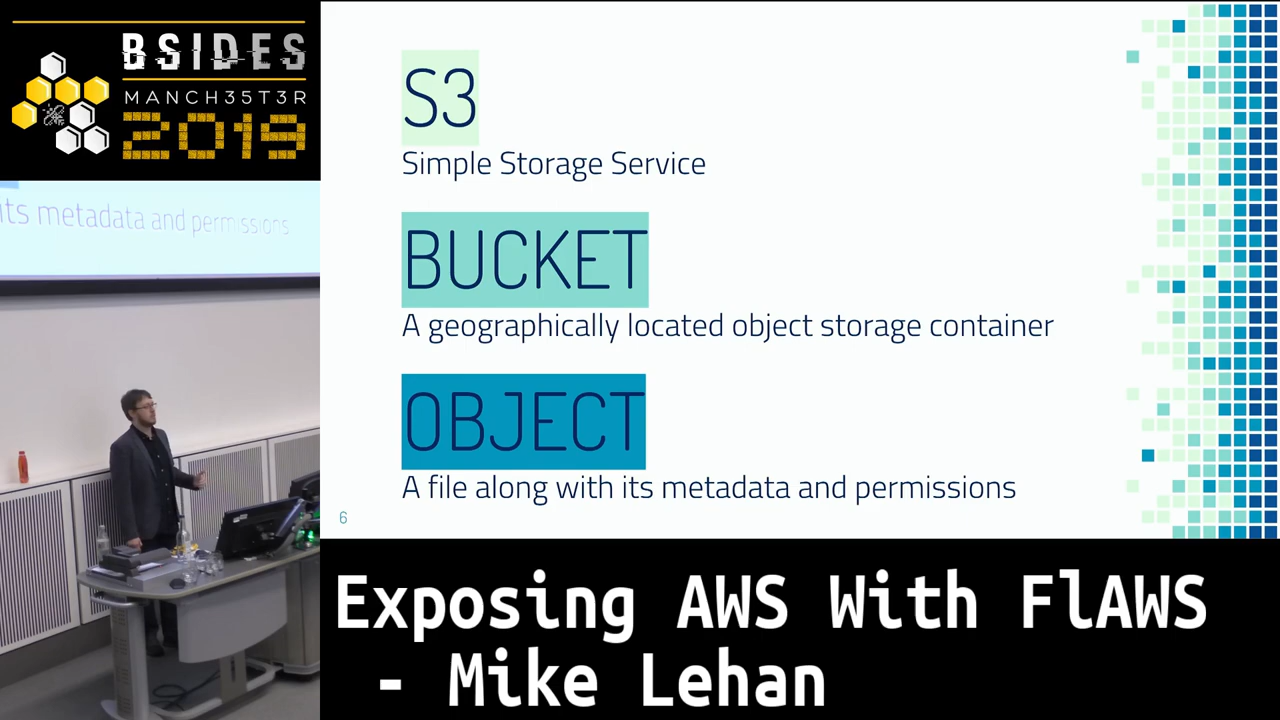 BSIDES
MANCH35T3R
2019
its metadata and permissions
S3
Simple Storage Service
BUCKET
A geographically located object storage container
OBJECT
A file along with its metadata and permissions
6
Exposing AWS With FlAWS
- Mike Lehan